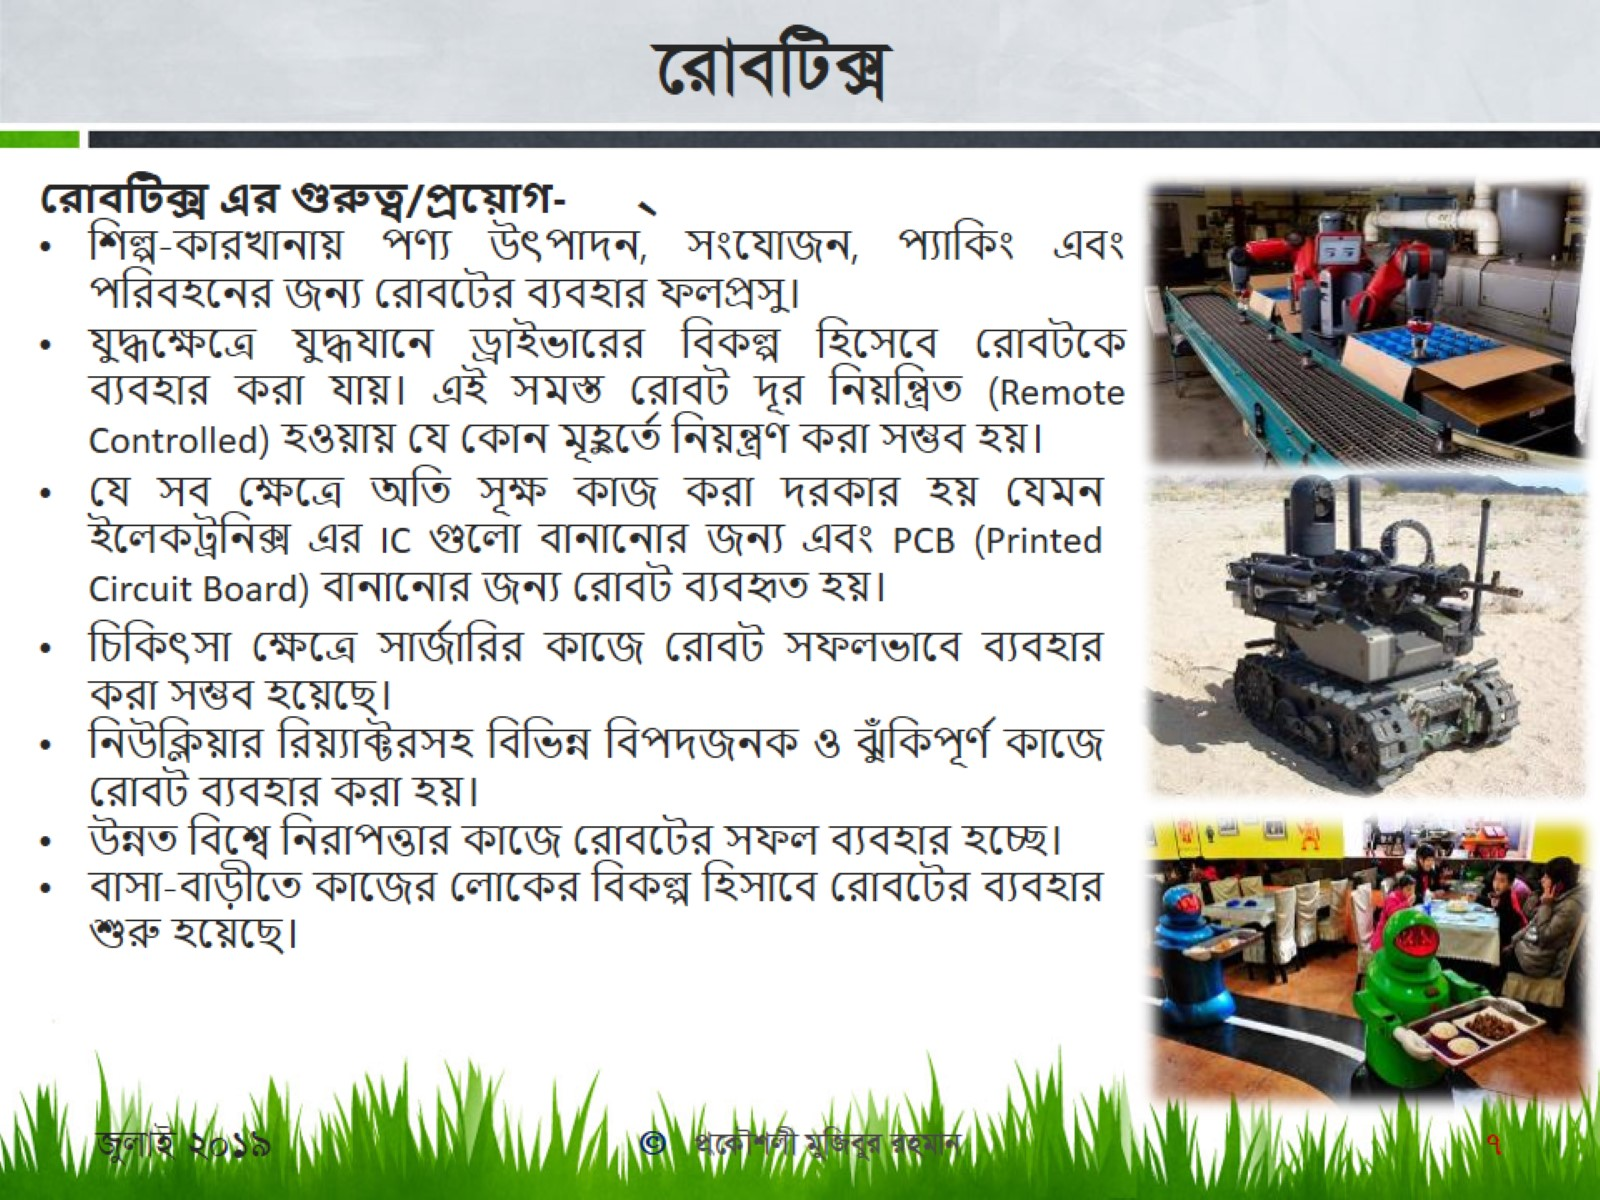 রোবটিক্স
রোবটিক্স এর গুরুত্ব/প্রয়োগ-
• শিল্প-কারখানায় পণ্য উৎপাদন, সংযোজন, প্যাকিং এবং
পরিবহনের জন্য রোবটের ব্যবহার ফলপ্রসু।
• যুদ্ধক্ষেত্রে যুদ্ধযানে ড্রাইভারের বিকল্প হিসেবে রোবটকে
ব্যবহার করা যায়। এই সমস্ত রোবট দূর নিয়ন্ত্রিত (Remote
Controlled) হওয়ায় যে কোন মূহুর্তে নিয়ন্ত্রণ করা সম্ভব হয়।
• যে সব ক্ষেত্রে অতি সূক্ষ কাজ করা দরকার হয় যেমন
ইলেকট্রনিক্স এর IC গুলো বানানোর জন্য এবং PCB (Printed
Circuit Board) বানানোর জন্য রোবট ব্যবহৃত হয়।
• চিকিৎসা ক্ষেত্রে সার্জারির কাজে রোবট সফলভাবে ব্যবহার
করা সম্ভব হয়েছে।
• নিউক্লিয়ার রিয়্যাক্টরসহ বিভিন্ন বিপদজনক ও ঝুঁকিপূর্ণ কাজে
রোবট ব্যবহার করা হয়।
• উন্নত বিশ্বে নিরাপত্তার কাজে রোবটের সফল ব্যবহার হচ্ছে।
• বাসা-বাড়ীতে কাজের লোকের বিকল্প হিসাবে রোবটের ব্যবহার
শুরু হয়েছে।
জুলাই ২০১৯ © প্রকৌশলী মুজিবুর রহমান ৭